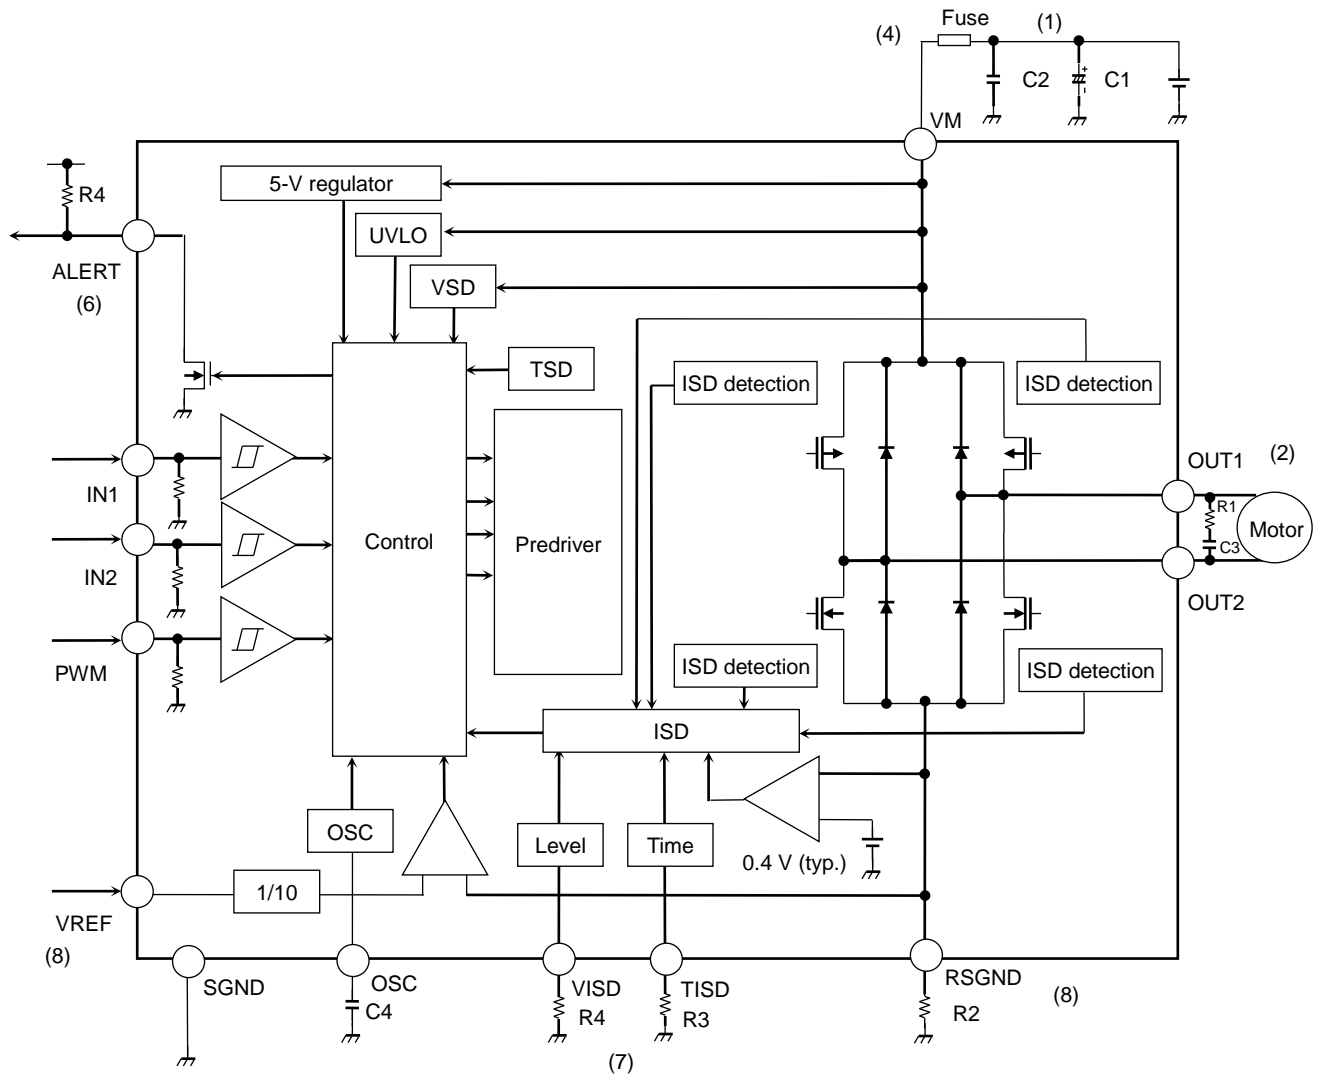 Fuse
(1)
(4)
C2
C1
VM
5-V regulator
R4
UVLO
ALERT
(6)
VSD
TSD
ISD detection
ISD detection
IN1
OUT1
(2)
R1
C3
Motor
Control
Predriver
IN2
OUT2
PWM
ISD detection
ISD detection
ISD
OSC
Level
Time
0.4 V (typ.)
1/10
VREF
(8)
SGND
OSC
C4
VISD
R4
TISD
R3
RSGND
(8)
R2
(7)
+
-